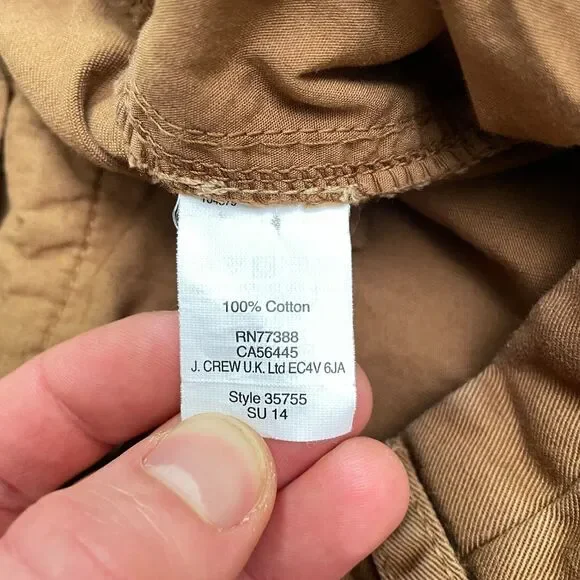 100% Cotton
RN77388
CA56445
J. CREW U.K. Ltd EC4V 6JA
Style 35755
SU 14